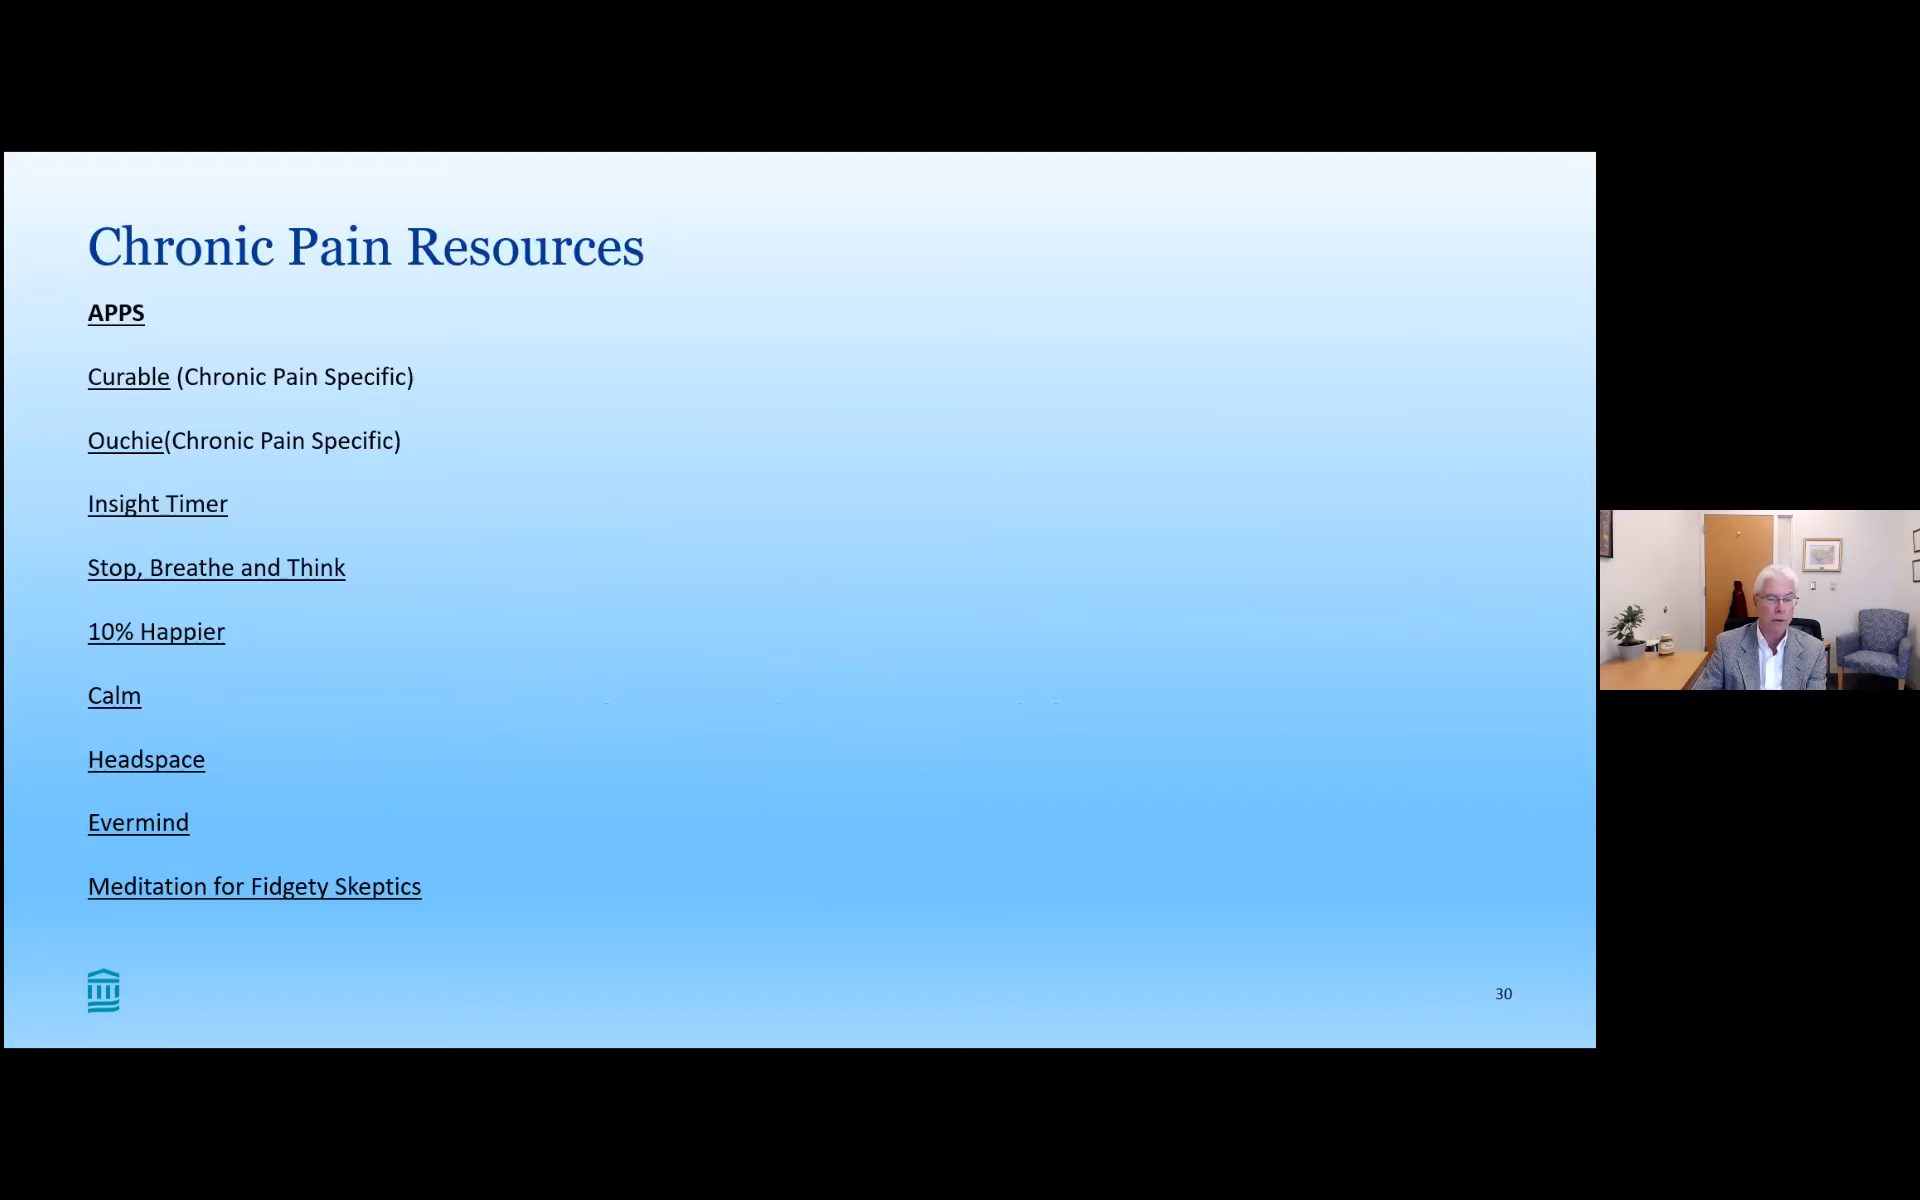 Chronic Pain Resources
APPS
Curable (Chronic Pain Specific)
Ouchie(Chronic Pain Specific)
Insight Timer
Stop, Breathe and Think
10% Happier
Calm
Headspace
Evermind
Meditation for Fidgety Skeptics
30